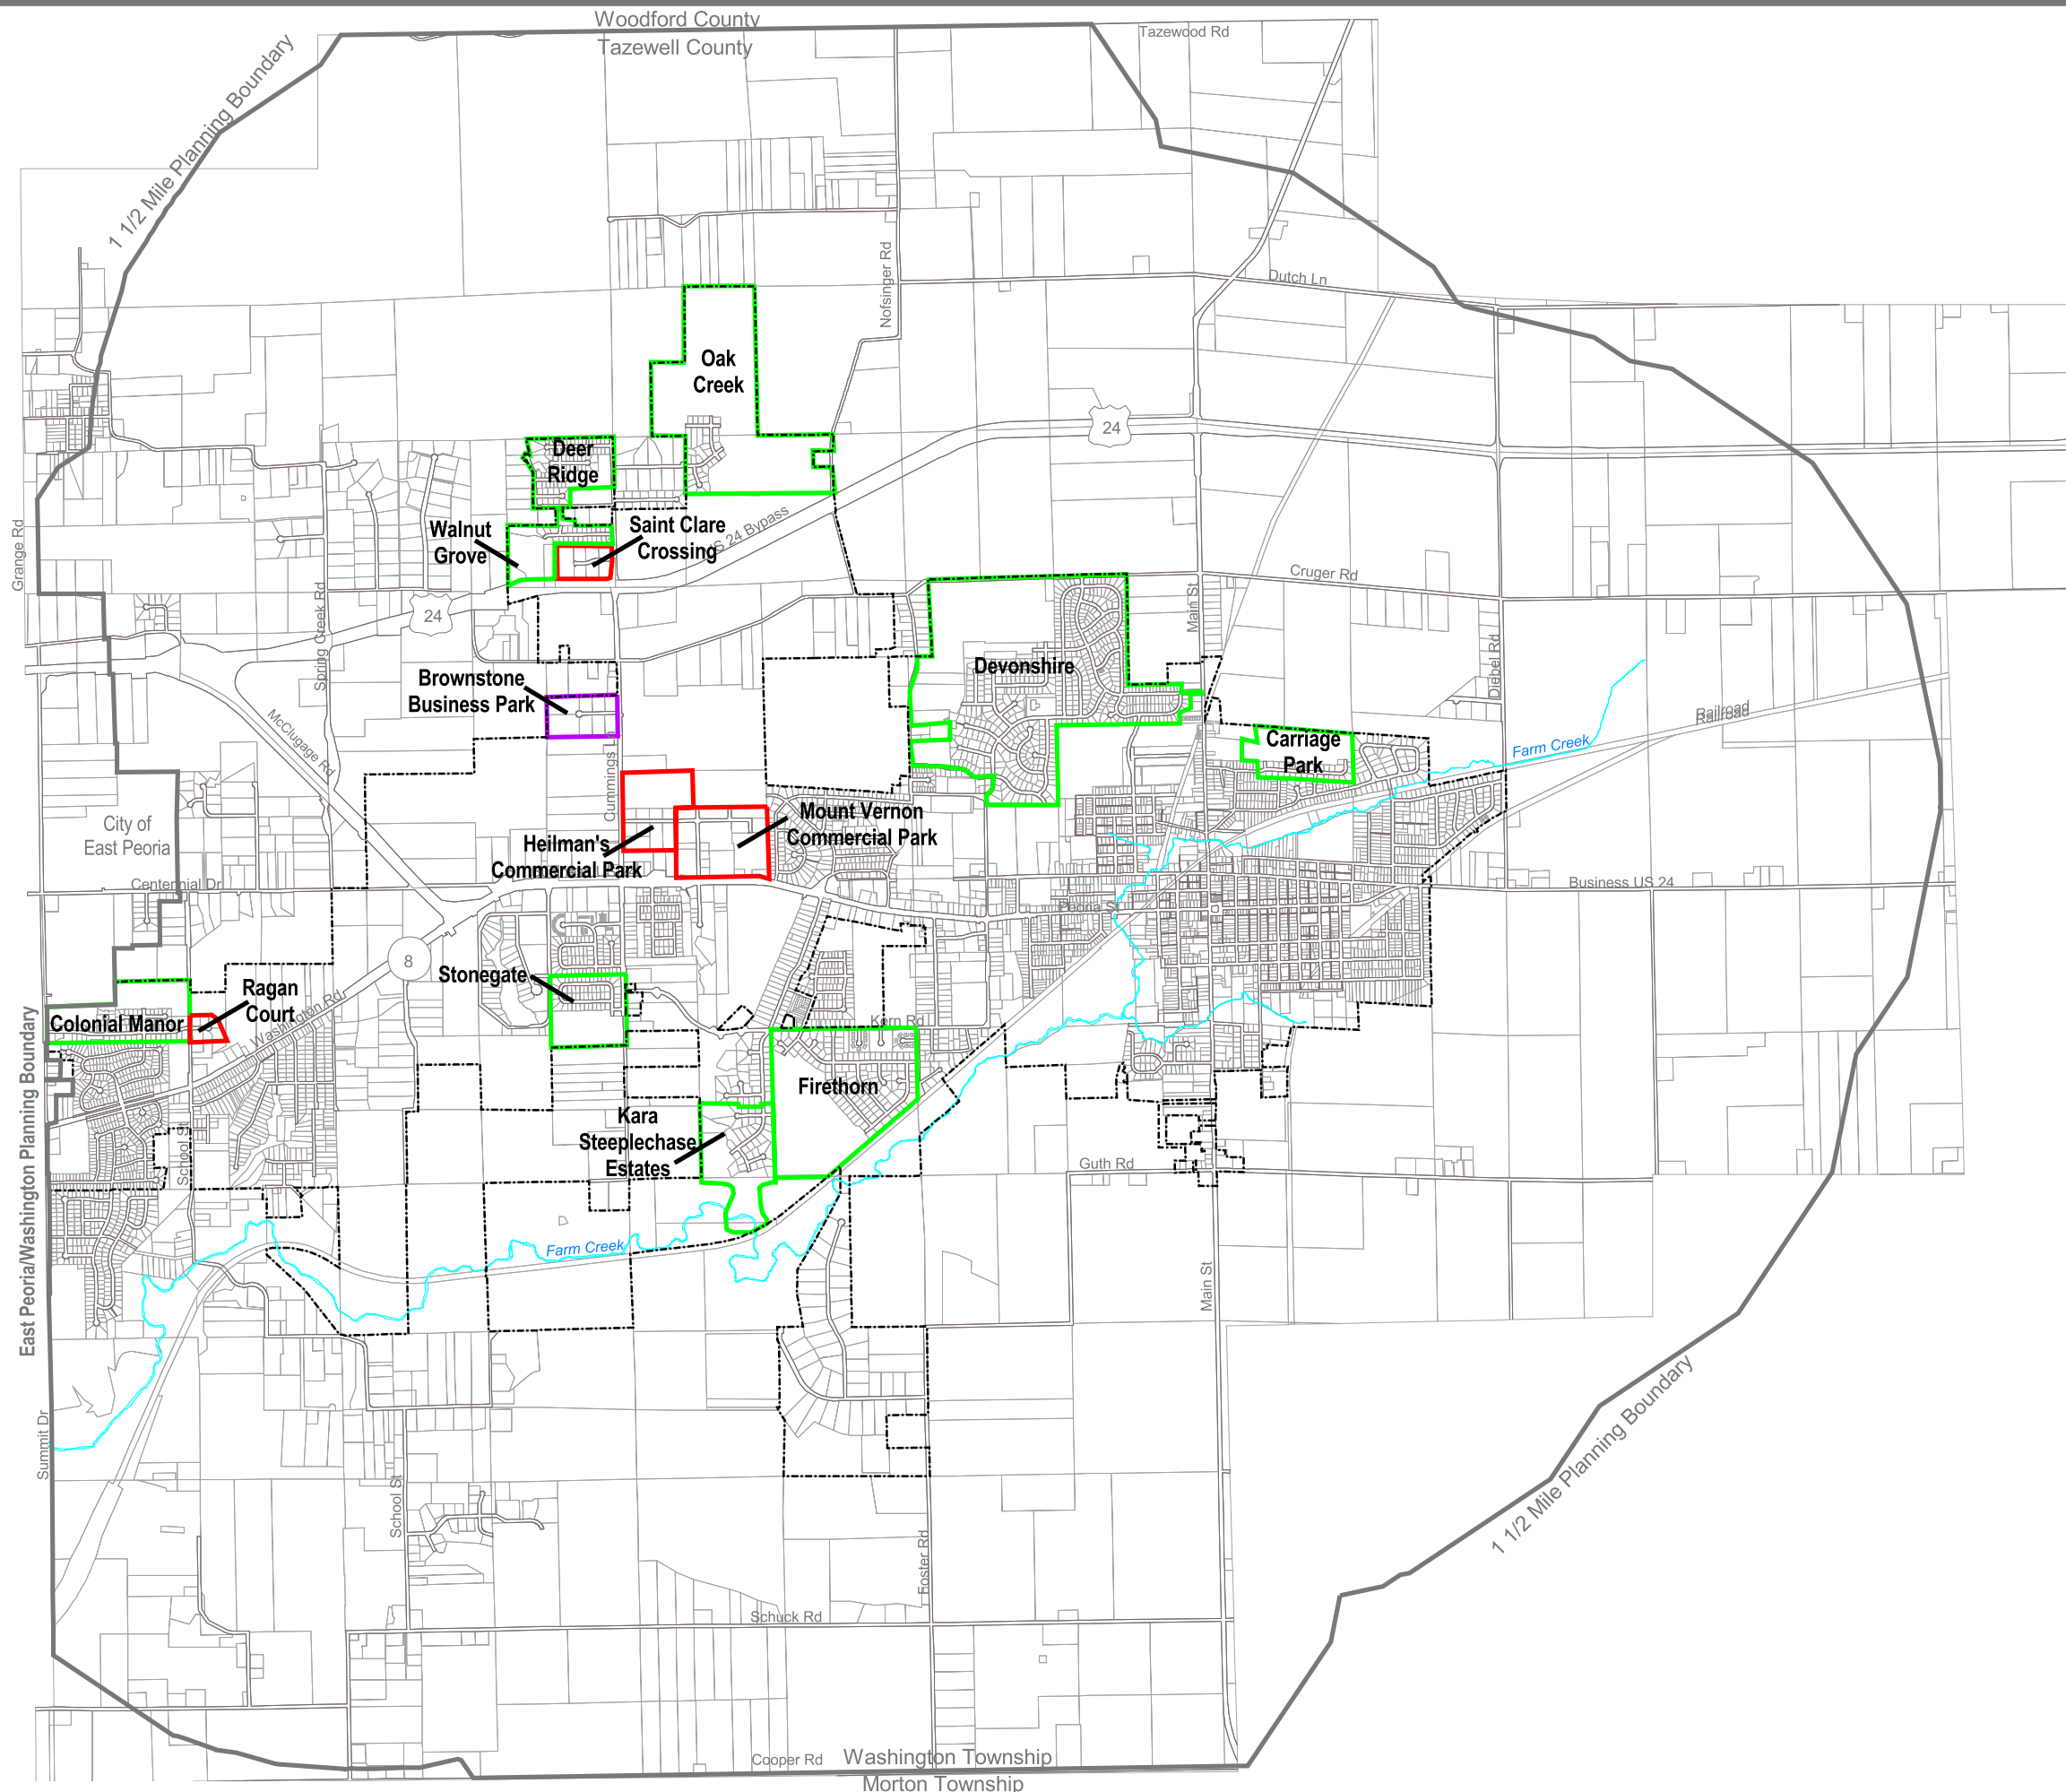 Woodford County
Tazewell County
Tazewood Rd
1 1/2 Mile Planning Boundary
Nofsinger Rd
Dutch Ln
Oak
Creek
24
Deer
Ridge
Walnut
Grove
Saint Clare
Crossing
US 24 Bypass
Grange Rd
Spring Creek Rd
24
Cruger Rd
Main St
Diebel Rd
Brownstone
Business Park
Devonshire
McClugage Rd
Cummings Ln
Railroad
Railroad
Farm Creek
Carriage
Park
City of
East Peoria
Heilman's
Commercial Park
Mount Vernon
Commercial Park
Centennial Dr
Business US 24
Peoria St
8
Stonegate
Ragan
Court
Colonial Manor
Washington Rd
Kern Rd
Firethorn
Kara
Steeplechase
Estates
School St
Guth Rd
East Peoria/Washington Planning Boundary
Farm Creek
Main St
Summit Dr
School St
1 1/2 Mile Planning Boundary
Foster Rd
Schuck Rd
Cooper Rd
Washington Township
Morton Township